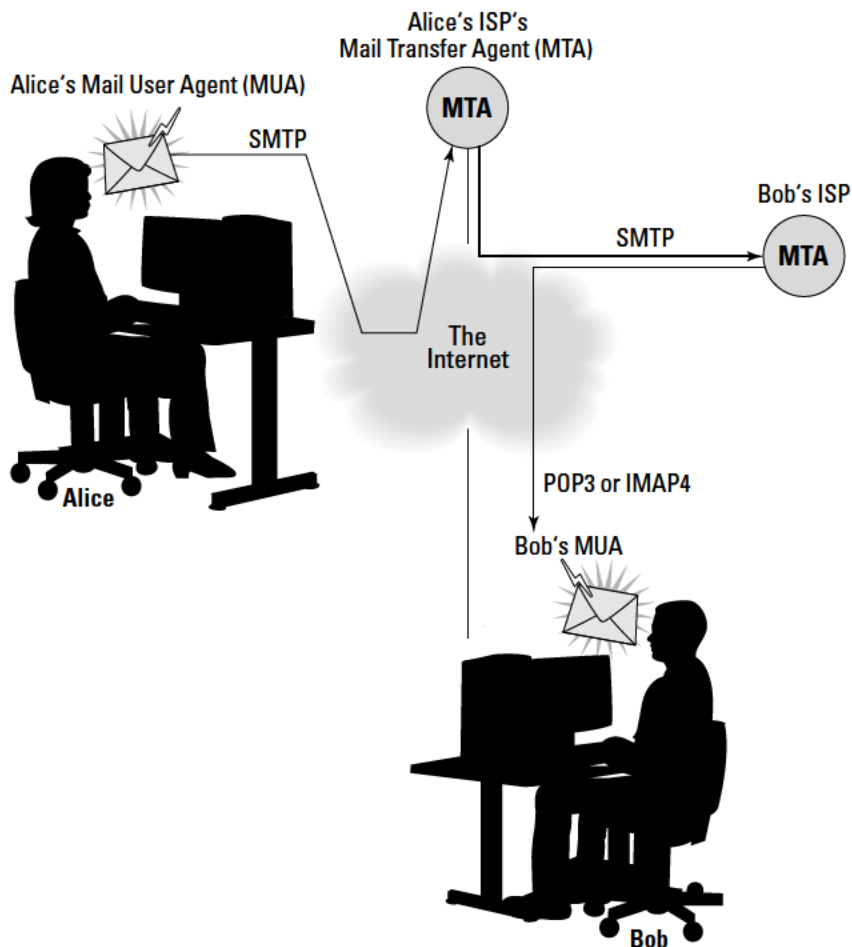 Alice's ISP's
Mail Transfer Agent (MTA)
Alice's Mail User Agent (MUA)
MTA
SMTP
Bob's ISP
SMTP
MTA
The
Internet
POP3 or IMAP4
Alice
Bob's MUA
Bob